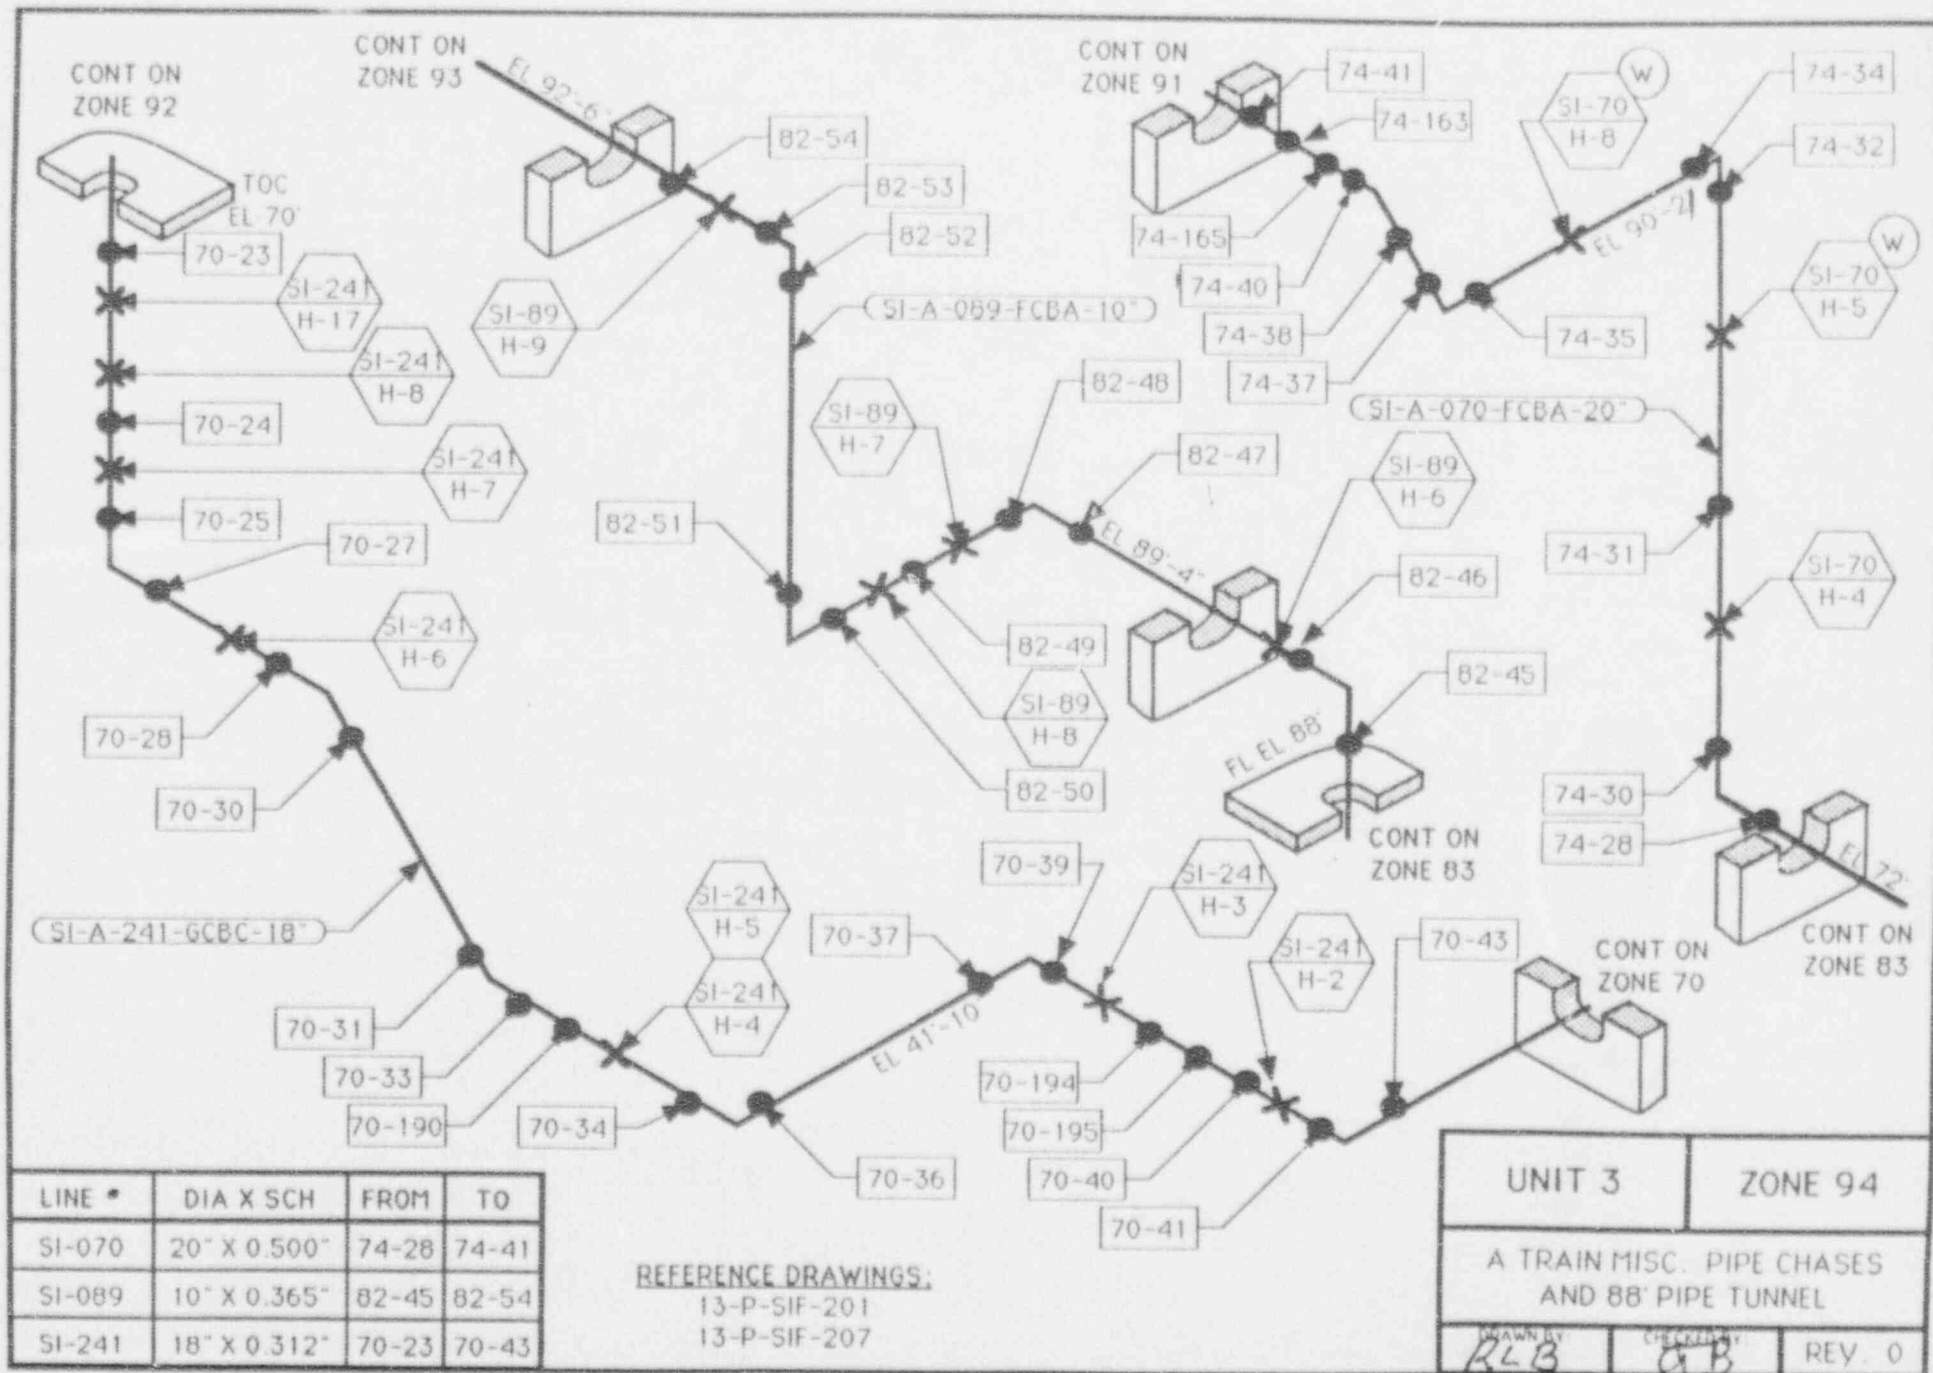 CONT ON
ZONE 92
TOC
EL 70'
70-23
SI-241
H-17
SI-241
H-8
70-24
SI-241
H-7
70-25
70-27
SI-241
H-6
70-28
70-30
SI-A-241-GCBC-18"
70-31
70-33
70-190
SI-241
H-5
SI-241
H-4
70-34
70-36
70-37
EL 41'-10
70-39
SI-241
H-3
70-194
70-195
70-40
SI-241
H-2
70-41
70-43
CONT ON
ZONE 70
CONT ON
ZONE 93
EL 92'-6"
82-54
82-53
82-52
SI-89
H-9
SI-A-089-FCBA-10"
82-51
82-50
SI-89
H-8
82-49
SI-89
H-7
82-48
82-47
EL 89'-4"
SI-89
H-6
82-46
82-45
FL EL 88'
CONT ON
ZONE 83
CONT ON
ZONE 91
74-41
74-163
74-165
74-40
74-38
74-37
74-35
SI-70
H-8
W
EL 90'-2
74-34
74-32
SI-70
H-5
W
SI-A-070-FCBA-20"
74-31
SI-70
H-4
74-30
74-28
EL 72'
CONT ON
ZONE 83
LINE # DIA X SCH FROM TO
SI-070 20" X 0.500" 74-28 74-41
SI-089 10" X 0.365" 82-45 82-54
SI-241 18" X 0.312" 70-23 70-43
REFERENCE DRAWINGS:
13-P-SIF-201
13-P-SIF-207
UNIT 3 ZONE 94
A TRAIN MISC. PIPE CHASES
AND 88' PIPE TUNNEL
DRAWN BY: RLB
CHECKED BY:
REV. 0